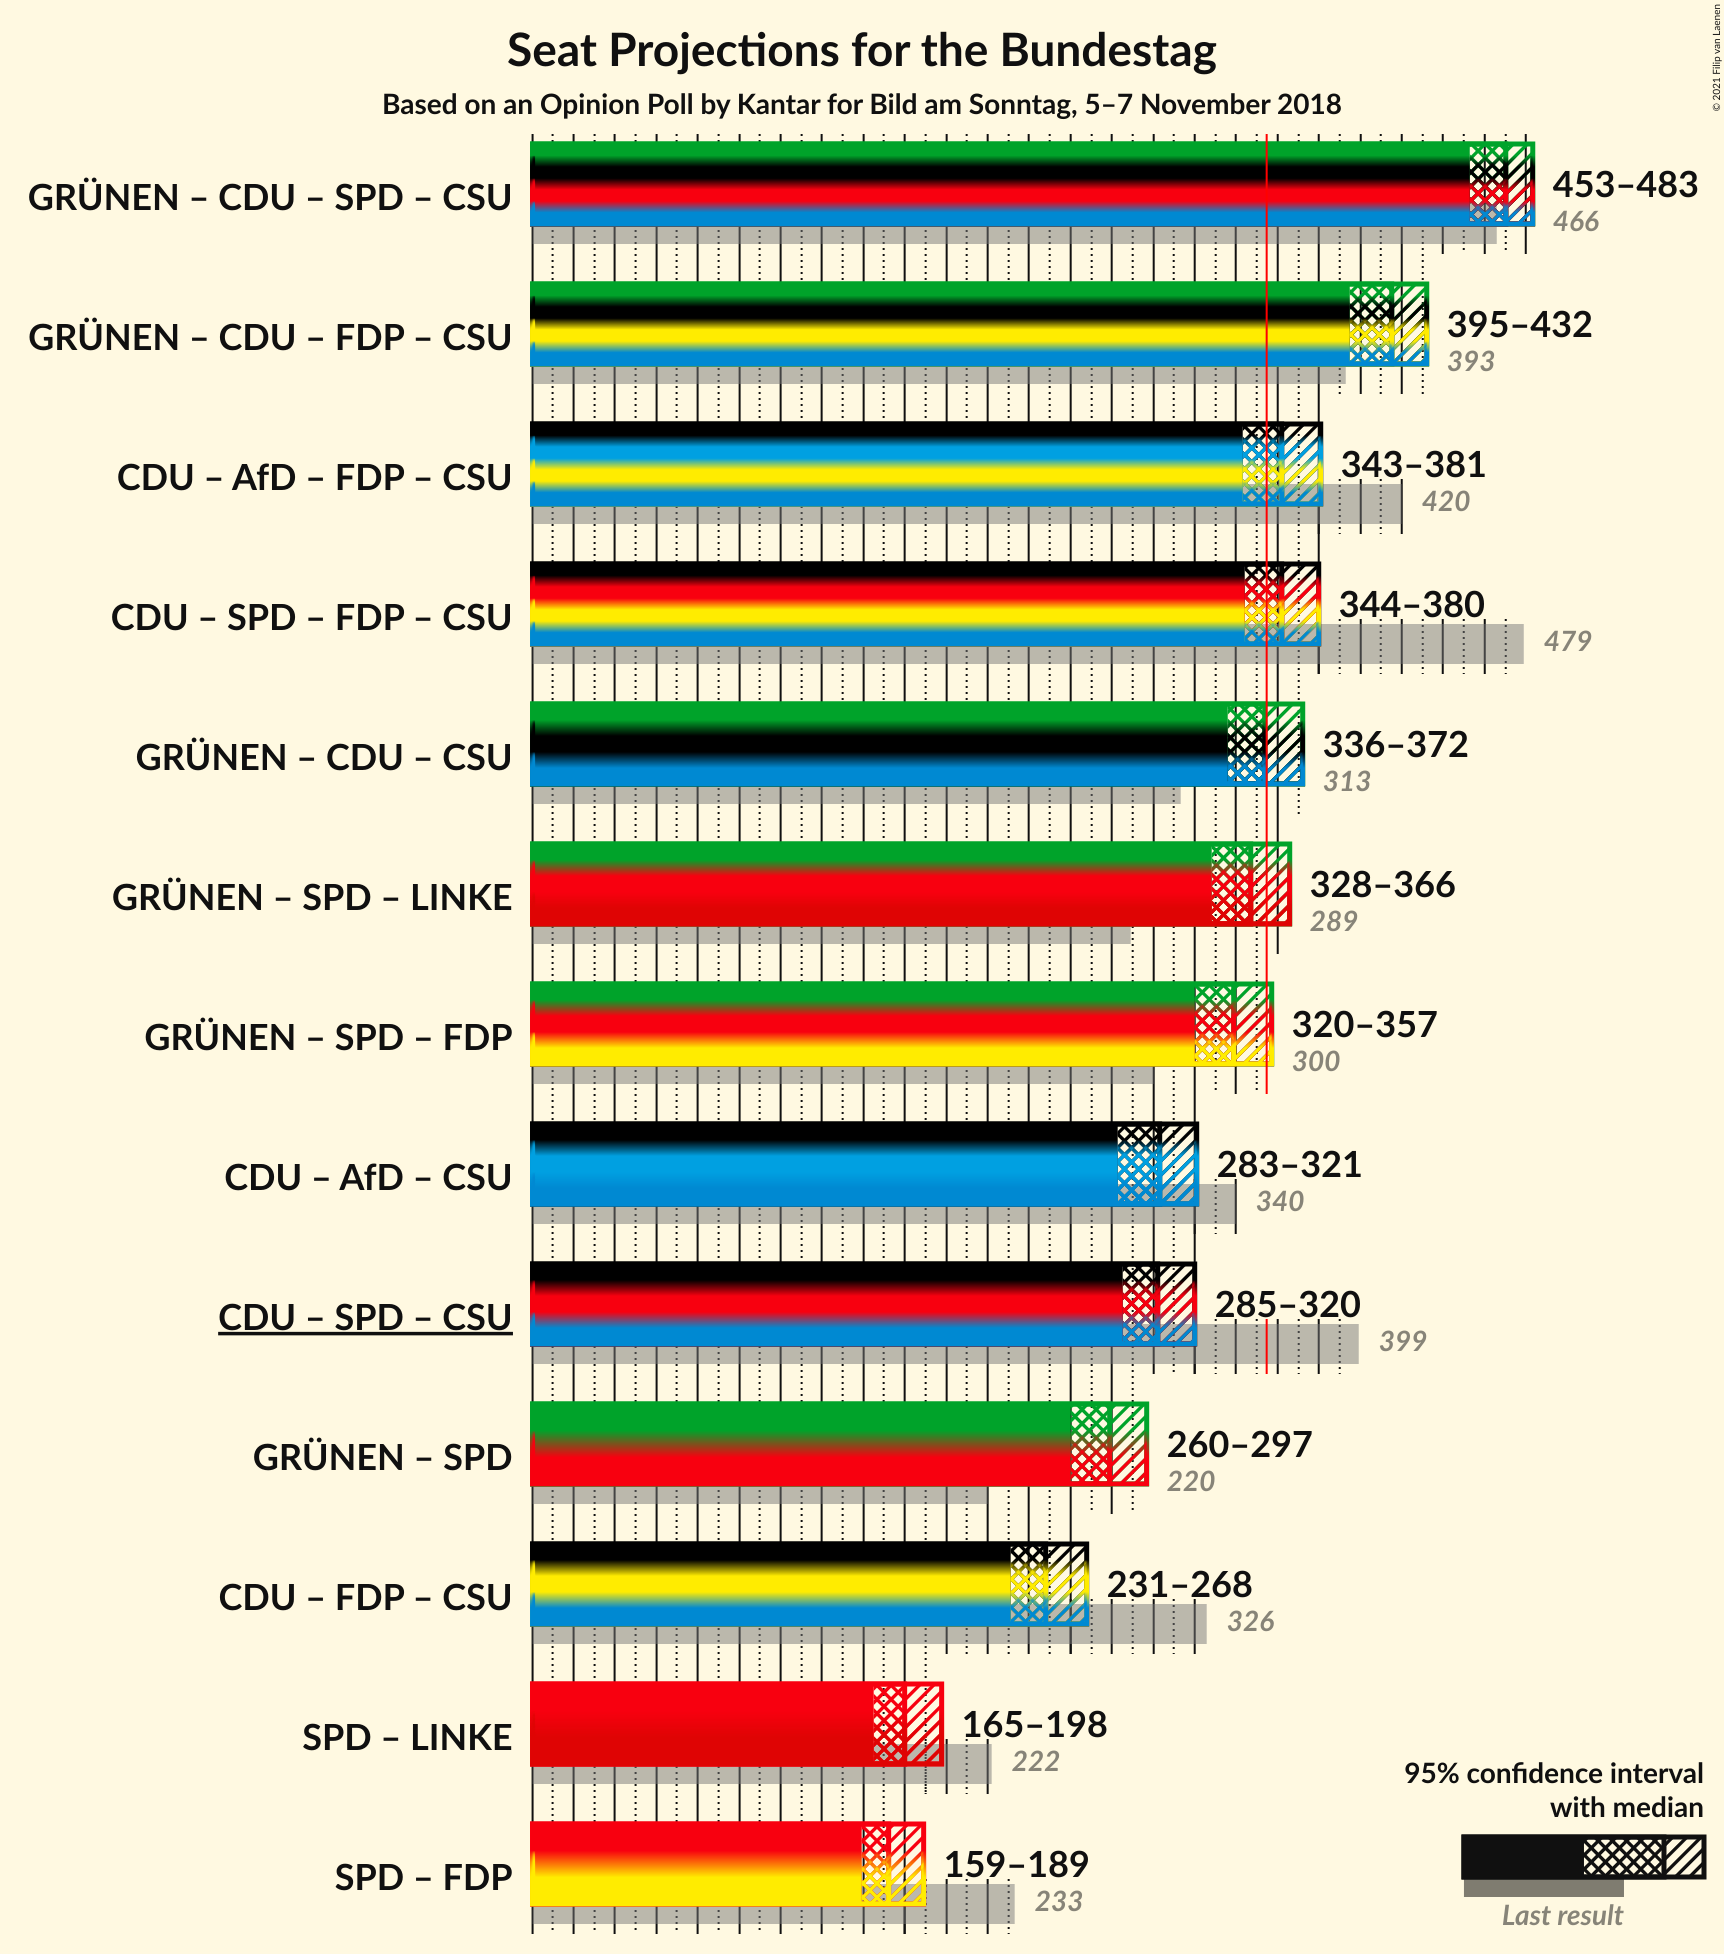 Seat Projections for the Bundestag
Based on an Opinion Poll by Kantar for Bild am Sonntag, 5–7 November 2018
© 2021 Filip van Laenen
GRÜNEN – CDU – SPD – CSU
453–483
466
GRÜNEN – CDU – FDP – CSU
395–432
393
CDU – AfD – FDP – CSU
343–381
420
CDU – SPD – FDP – CSU
344–380
479
GRÜNEN – CDU – CSU
336–372
313
GRÜNEN – SPD – LINKE
328–366
289
GRÜNEN – SPD – FDP
320–357
300
CDU – AfD – CSU
283–321
340
CDU – SPD – CSU
285–320
399
GRÜNEN – SPD
260–297
220
CDU – FDP – CSU
231–268
326
SPD – LINKE
165–198
222
SPD – FDP
159–189
233
95% confidence interval
with median
Last result